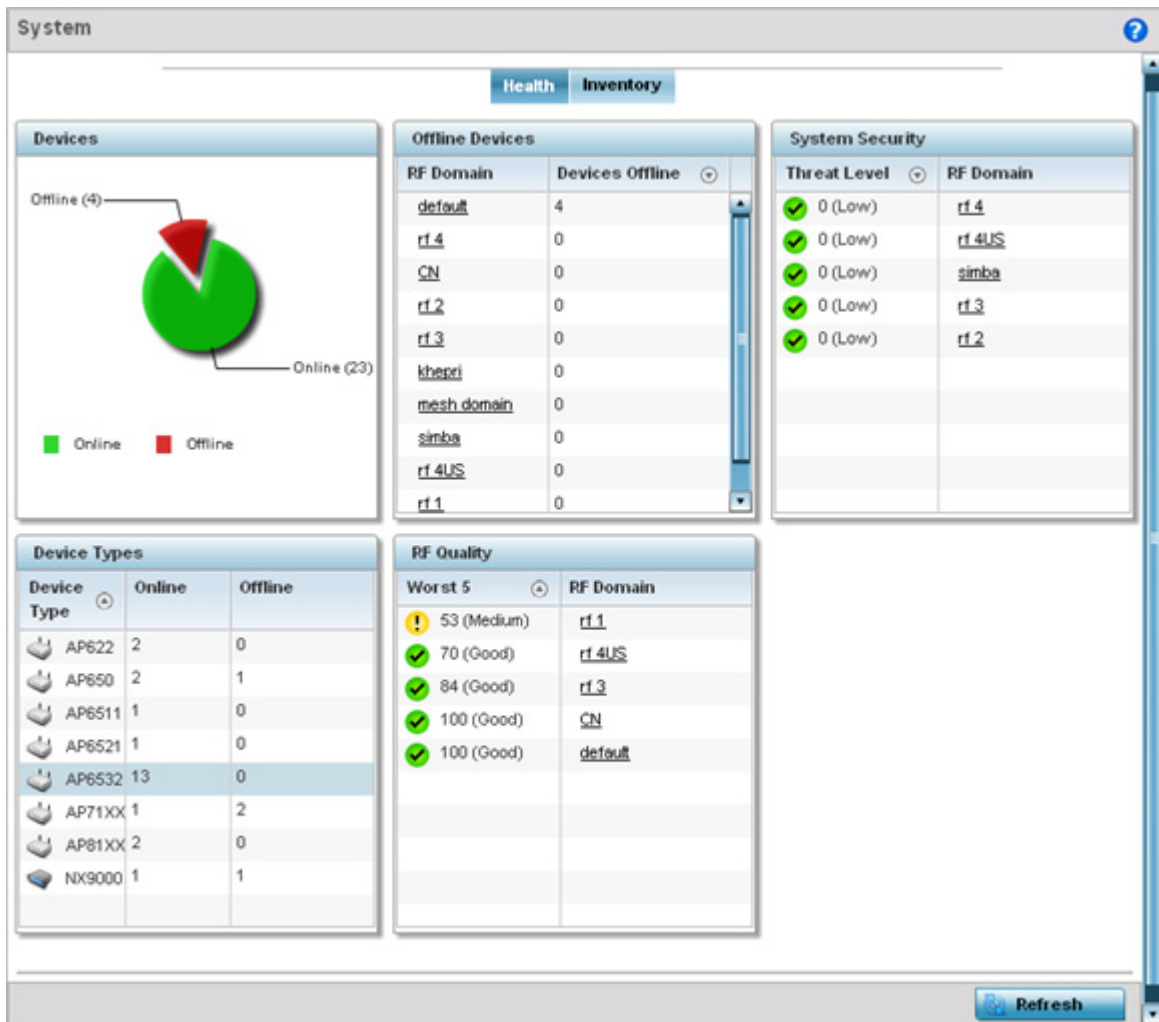 System
Health Inventory
Devices
Offline (4)
Online (23)
Online Offline
Offline Devices
RF Domain Devices Offline
default 4
rf 4 0
CN 0
rf 2 0
rf 3 0
khepri 0
mesh domain 0
simba 0
rf 4US 0
rf 1 0
System Security
Threat Level RF Domain
0 (Low) rf 4
0 (Low) rf 4US
0 (Low) simba
0 (Low) rf 3
0 (Low) rf 2
Device Types
Device Type Online Offline
AP622 2 0
AP650 2 1
AP6511 1 0
AP6521 1 0
AP6532 13 0
AP71XX 1 2
AP81XX 2 0
NX9000 1 1
RF Quality
Worst 5 RF Domain
53 (Medium) rf 1
70 (Good) rf 4US
84 (Good) rf 3
100 (Good) CN
100 (Good) default
Refresh